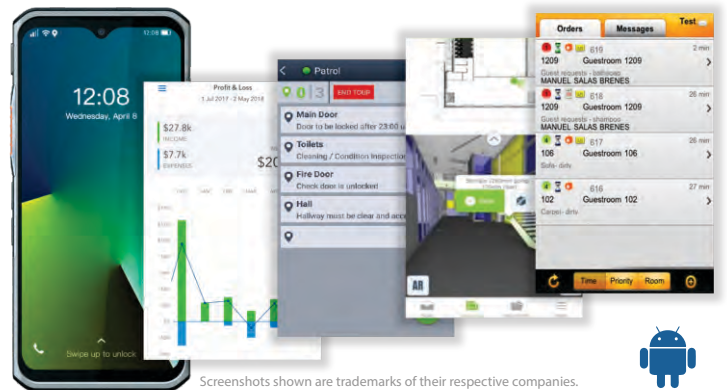 12:08
12:08
Wednesday, April 8
Swipe up to unlock
Profit & Loss
1 Jul 2017 - 2 May 2018
$27.8k
INCOME
$7.7k
EXPENSES
$20
Patrol
0 3 END TOUR
Main Door
Door to be locked after 23:00
Toilets
Cleaning / Condition Inspection
Fire Door
Check door is unlocked!
Hall
Hallway must be clear and acce
AR
Orders
Messages
Test
619
2 min
1209 Guestroom 1209
Guest requests - bathrobes
MANUEL SALAS BRENES
618
26 min
1209 Guestroom 1209
Guest requests - shampoo
MANUEL SALAS BRENES
617
26 min
106 Guestroom 106
Sofa- dirty
616
27 min
102 Guestroom 102
Carpet- dirty
Time Priority Room
Screenshots shown are trademarks of their respective companies.